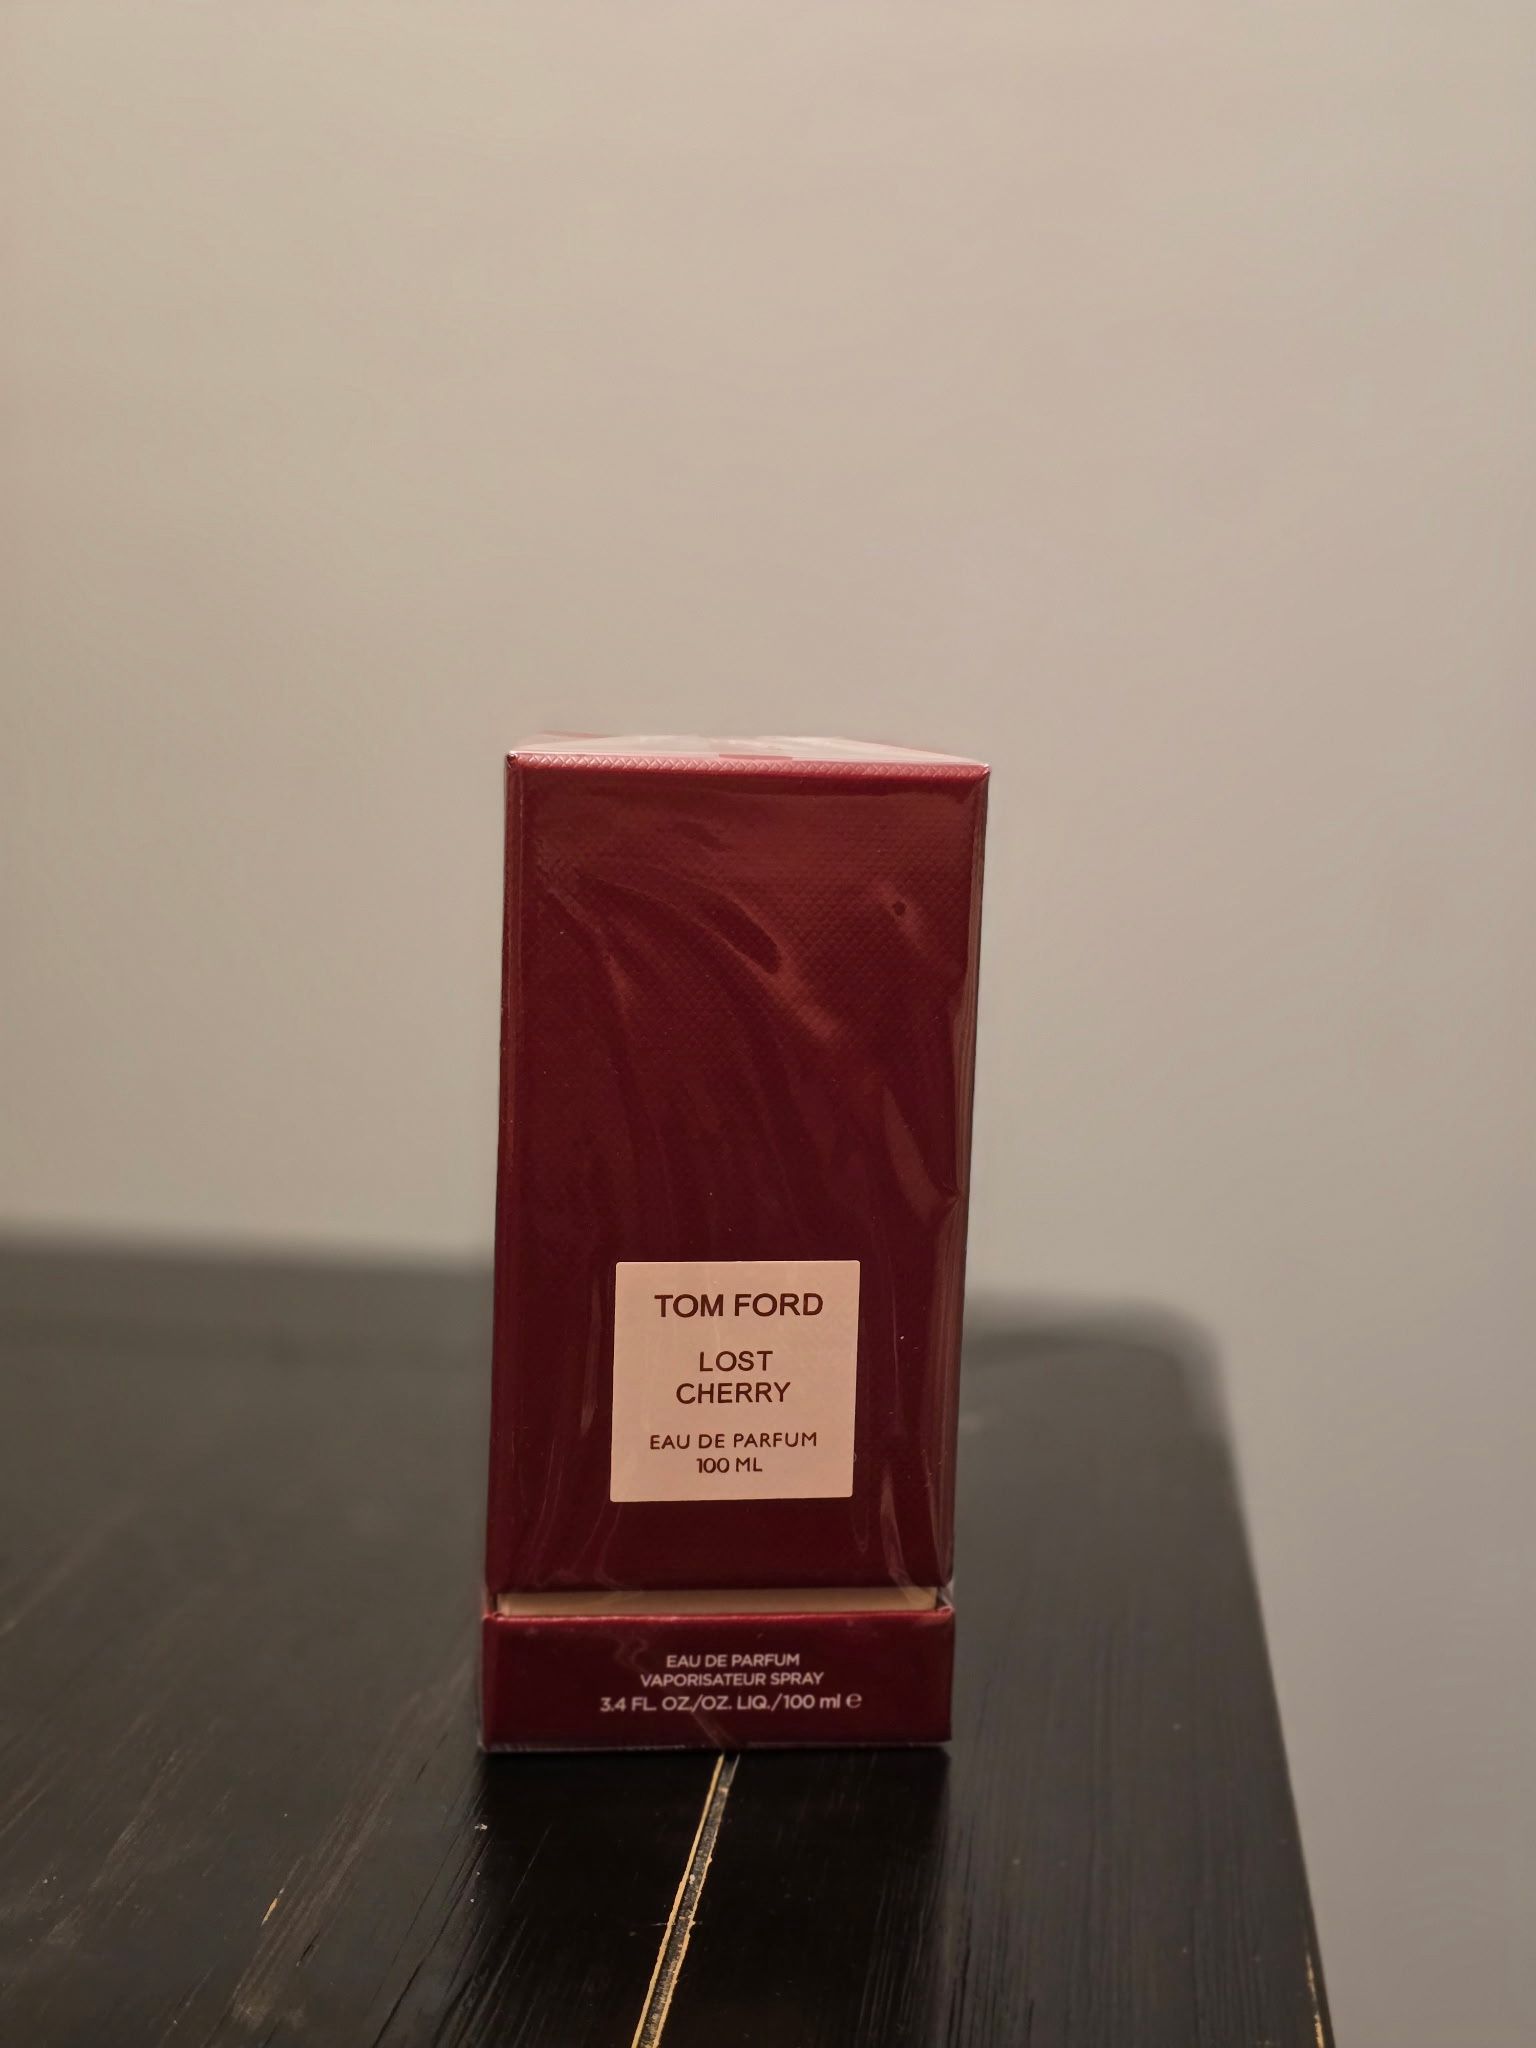 TOM FORD
LOST
CHERRY
EAU DE PARFUM
100 ML
EAU DE PARFUM
VAPORISATEUR SPRAY
3.4 FL. OZ./OZ. LIQ./100 ml ℮